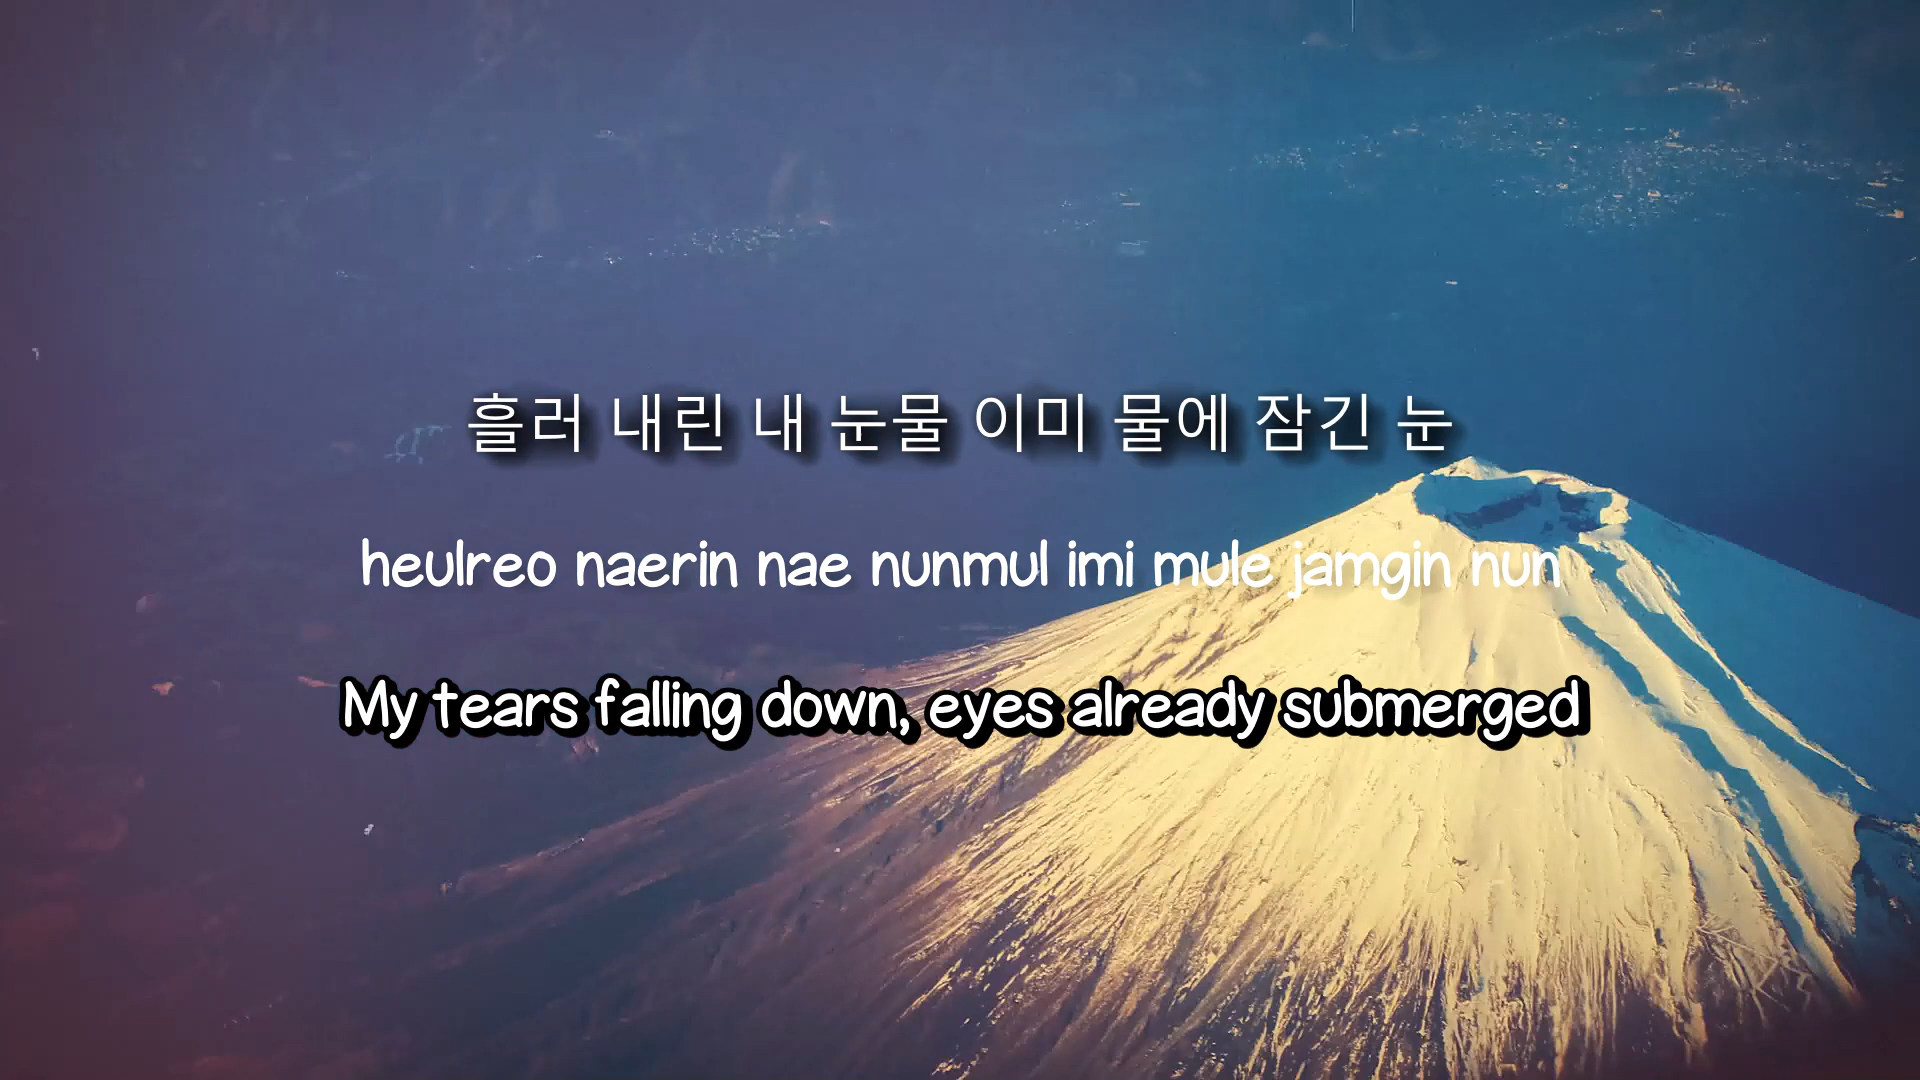 흘러 내린 내 눈물 이미 물에 잠긴 눈
heulreo naerin nae nunmul imi mule jamgin nun
My tears falling down, eyes already submerged